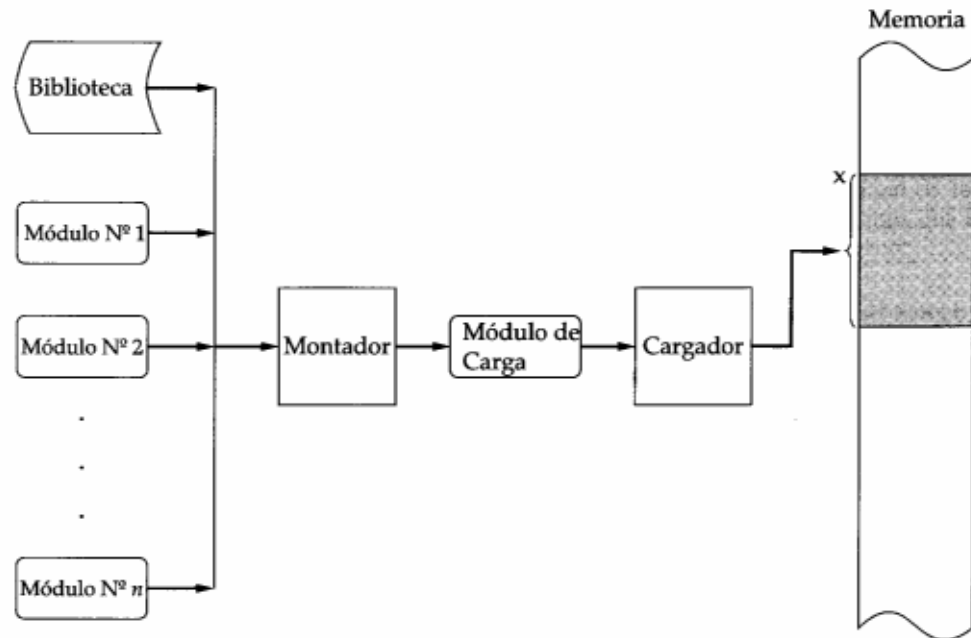 Memoria
Biblioteca
x
Módulo Nº 1
Módulo Nº 2
Montador
Módulo de
Carga
Cargador
Módulo Nº n